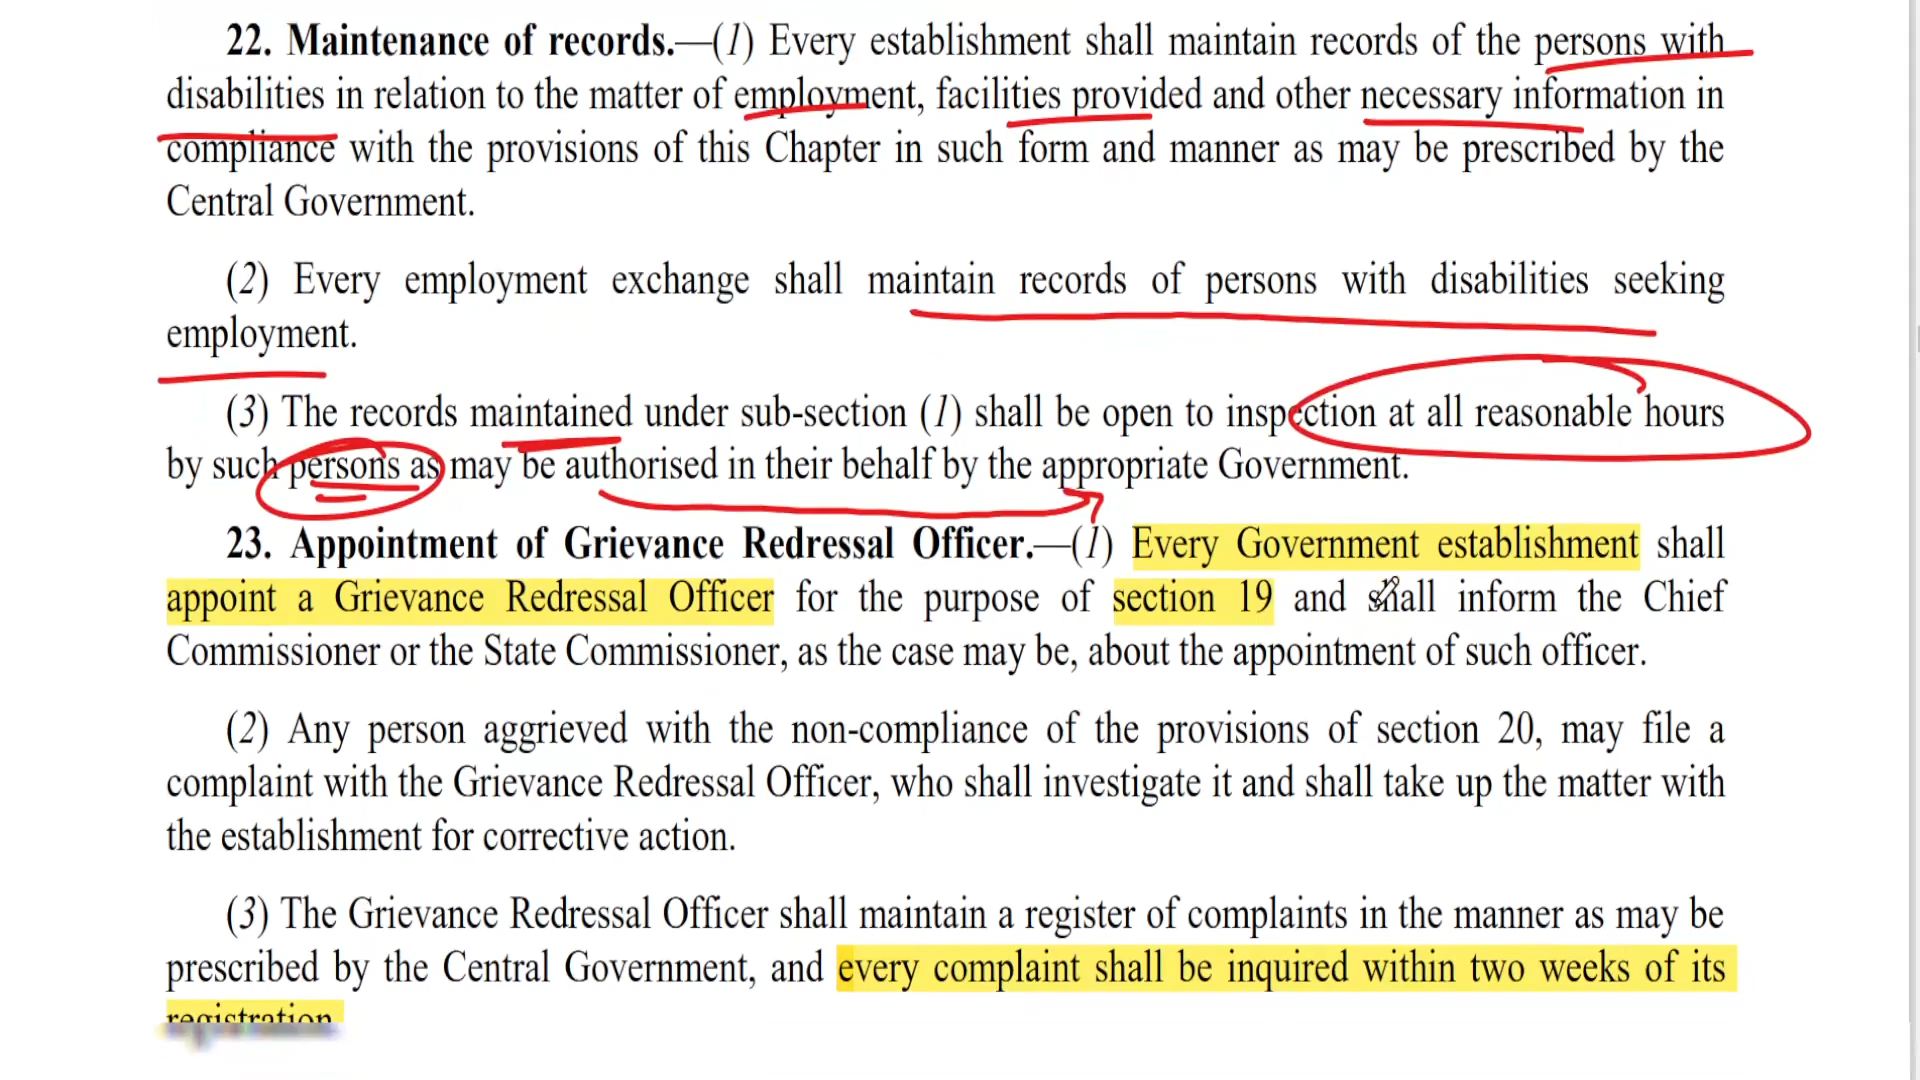 22. Maintenance of records.—(1) Every establishment shall maintain records of the persons with
disabilities in relation to the matter of employment, facilities provided and other necessary information in
compliance with the provisions of this Chapter in such form and manner as may be prescribed by the
Central Government.
(2) Every employment exchange shall maintain records of persons with disabilities seeking
employment.
(3) The records maintained under sub-section (1) shall be open to inspection at all reasonable hours
by such persons as may be authorised in their behalf by the appropriate Government.
23. Appointment of Grievance Redressal Officer.—(1) Every Government establishment shall
appoint a Grievance Redressal Officer for the purpose of section 19 and shall inform the Chief
Commissioner or the State Commissioner, as the case may be, about the appointment of such officer.
(2) Any person aggrieved with the non-compliance of the provisions of section 20, may file a
complaint with the Grievance Redressal Officer, who shall investigate it and shall take up the matter with
the establishment for corrective action.
(3) The Grievance Redressal Officer shall maintain a register of complaints in the manner as may be
prescribed by the Central Government, and every complaint shall be inquired within two weeks of its
registration.